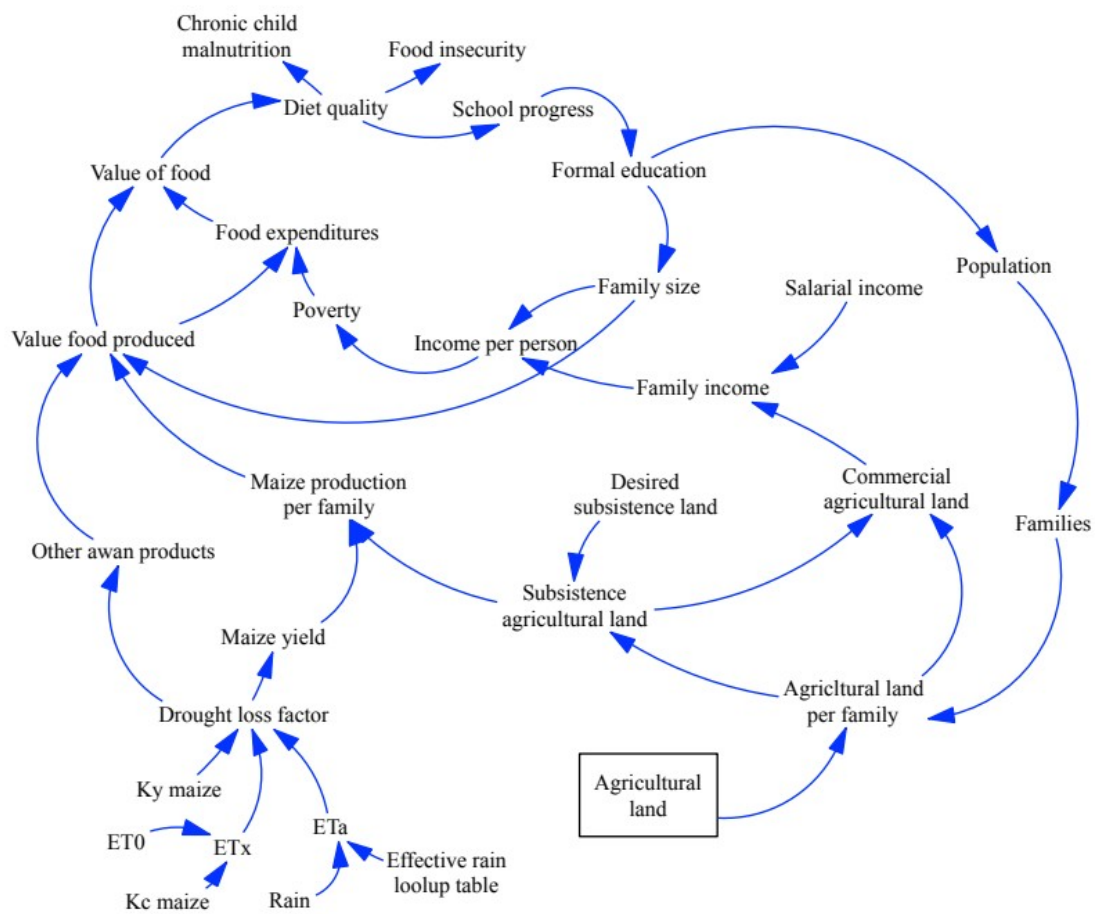 Chronic child
malnutrition
Food insecurity
Diet quality
School progress
Value of food
Formal education
Food expenditures
Population
Family size
Salarial income
Poverty
Value food produced
Income per person
Family income
Maize production
per family
Desired
subsistence land
Commercial
agricultural land
Families
Other awan products
Subsistence
agricultural land
Maize yield
Agricltural land
per family
Drought loss factor
Ky maize
Agricultural
land
ET0
ETx
ETa
Effective rain
loolup table
Kc maize
Rain